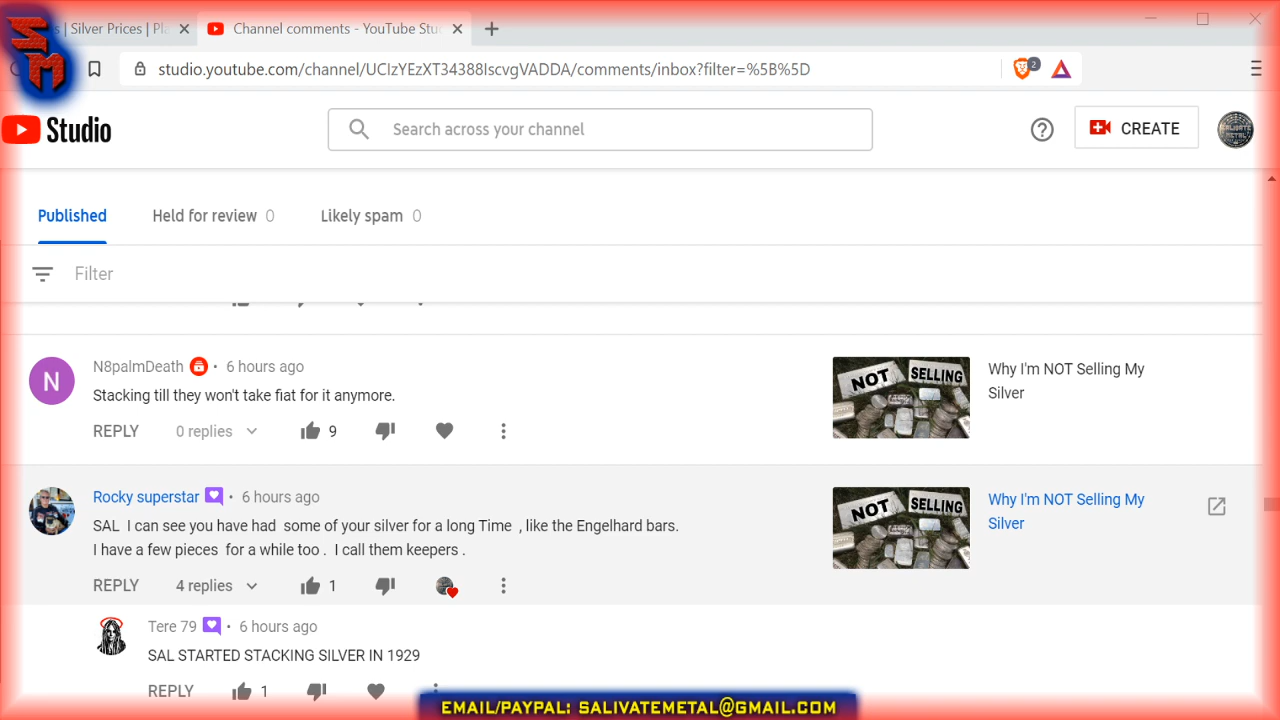 SM
s | Silver Prices | Pl
Channel comments - YouTube Stu
studio.youtube.com/channel/UCIzYEzXT34388IscvgVADDA/comments/inbox?filter=%5B%5D
2
Studio
Search across your channel
CREATE
SALIVATE
METAL
Published
Held for review 0
Likely spam 0
Filter
N
N8palmDeath • 6 hours ago
Stacking till they won't take fiat for it anymore.
REPLY 0 replies 9
NOT SELLING
Why I'm NOT Selling My
Silver
Rocky superstar • 6 hours ago
SAL I can see you have had some of your silver for a long Time , like the Engelhard bars.
I have a few pieces for a while too . I call them keepers .
REPLY 4 replies 1
NOT SELLING
Why I'm NOT Selling My
Silver
Tere 79 • 6 hours ago
SAL STARTED STACKING SILVER IN 1929
REPLY 1
EMAIL/PAYPAL: SALIVATEMETAL@GMAIL.COM